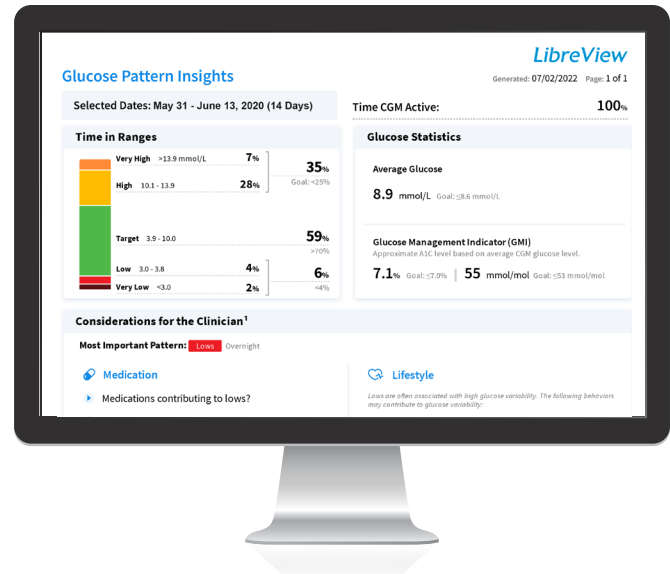 LibreView
Glucose Pattern Insights
Generated: 07/02/2022 Page: 1 of 1
Selected Dates: May 31 - June 13, 2020 (14 Days)
Time CGM Active: 100%
Time in Ranges
Very High >13.9 mmol/L 7%
High 10.1 - 13.9 28%
35%
Goal: <25%
Target 3.9 - 10.0 59%
>70%
Low 3.0 - 3.8 4%
Very Low <3.0 2%
6%
<4%
Glucose Statistics
Average Glucose
8.9 mmol/L Goal: ≤8.6 mmol/L
Glucose Management Indicator (GMI)
Approximate A1C level based on average CGM glucose level.
7.1% Goal: ≤7.0% | 55 mmol/mol Goal: ≤53 mmol/mol
Considerations for the Clinician¹
Most Important Pattern: Lows Overnight
Medication
Medications contributing to lows?
Lifestyle
Lows are often associated with high glucose variability. The following behaviors
may contribute to glucose variability: